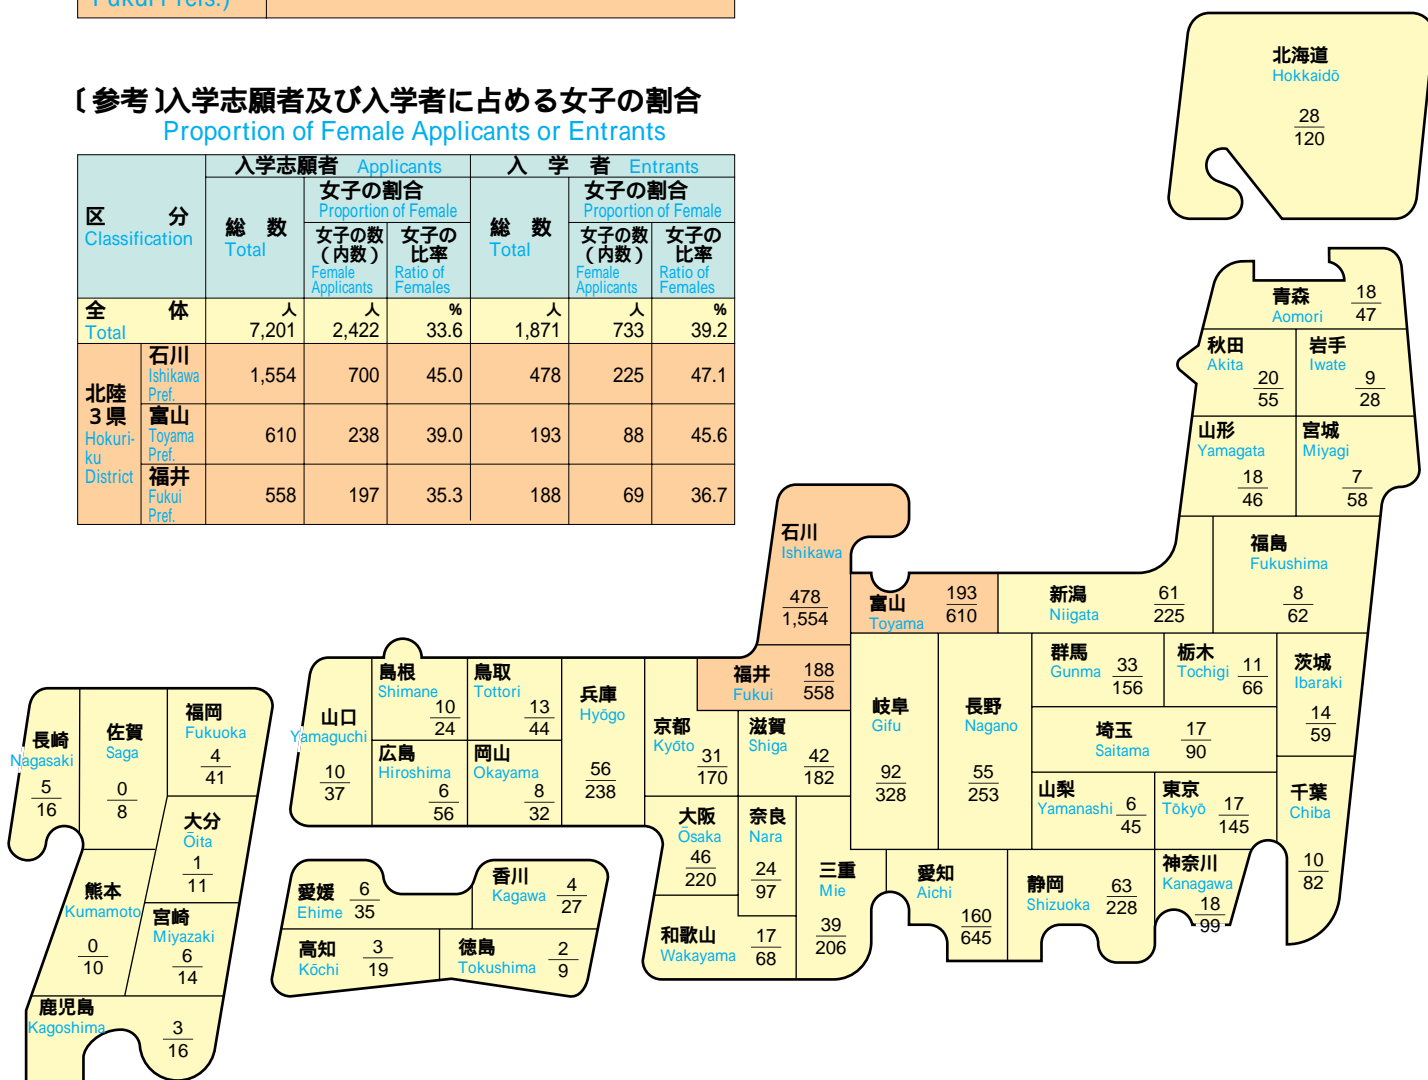 Fukui Prefs.)
〔参考〕入学志願者及び入学者に占める女子の割合
Proportion of Female Applicants or Entrants
区 分
Classification
入学志願者 Applicants
入 学 者 Entrants
総 数
Total
女子の割合
Proportion of Female
女子の数
(内数)
Female
Applicants
女子の
比率
Ratio of
Females
総 数
Total
女子の割合
Proportion of Female
女子の数
(内数)
Female
Applicants
女子の
比率
Ratio of
Females
全 体
Total
人 人 % 人 人 %
7,201 2,422 33.6 1,871 733 39.2
北陸
3県
Hokuri-
ku
District
石川
Ishikawa
Pref.
1,554 700 45.0 478 225 47.1
富山
Toyama
Pref.
610 238 39.0 193 88 45.6
福井
Fukui
Pref.
558 197 35.3 188 69 36.7
北海道
Hokkaidō
28
120
青森
Aomori
18
47
秋田
Akita
20
55
岩手
Iwate
9
28
山形
Yamagata
18
46
宮城
Miyagi
7
58
福島
Fukushima
8
62
石川
Ishikawa
478
1,554
富山
Toyama
193
610
新潟
Niigata
61
225
福井
Fukui
188
558
岐阜
Gifu
92
328
長野
Nagano
55
253
群馬
Gunma
33
156
栃木
Tochigi
11
66
茨城
Ibaraki
14
59
埼玉
Saitama
17
90
山梨
Yamanashi
6
45
東京
Tōkyō
17
145
千葉
Chiba
10
82
神奈川
Kanagawa
18
99
静岡
Shizuoka
63
228
愛知
Aichi
160
645
三重
Mie
39
206
滋賀
Shiga
42
182
京都
Kyōto
31
170
奈良
Nara
24
97
大阪
Ōsaka
46
220
和歌山
Wakayama
17
68
兵庫
Hyōgo
56
238
鳥取
Tottori
13
44
島根
Shimane
10
24
岡山
Okayama
8
32
広島
Hiroshima
6
56
山口
Yamaguchi
10
37
香川
Kagawa
4
27
愛媛
Ehime
6
35
高知
Kōchi
3
19
徳島
Tokushima
2
9
福岡
Fukuoka
4
41
佐賀
Saga
0
8
長崎
Nagasaki
5
16
大分
Ōita
1
11
熊本
Kumamoto
0
10
宮崎
Miyazaki
6
14
鹿児島
Kagoshima
3
16